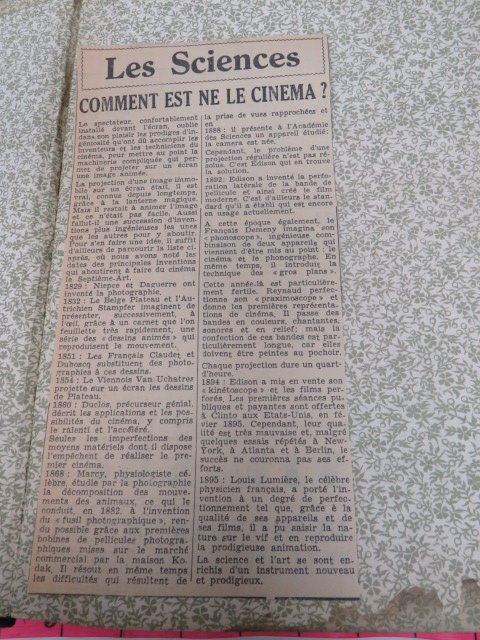 Les Sciences
COMMENT EST NE LE CINEMA ?
Le spectateur, confortablement
installé devant l'écran, oublie
dans son plaisir les prodiges d'in-
géniosité qu'ont dû accomplir les
inventeurs et les techniciens du
cinéma, pour mettre au point la
machinerie compliquée qui per-
met de projeter sur un écran
une image animée.
La projection d'une image immo-
bile sur un écran était, il est
vrai, connue depuis longtemps,
grâce à la lanterne magique.
Mais il restait à animer l'image
et ce n'était pas facile. Aussi
fallut-il une succession d'inven-
tions plus ingénieuses les unes
que les autres pour y aboutir.
Pour s'en faire une idée, il suffit
d'ailleurs de parcourir la liste ci-
après, où nous avons noté les
dates des principales inventions
qui aboutirent à faire du cinéma
le Septième-Art.
1829 : Niepce et Daguerre ont
inventé la photographie.
1832 : Le Belge Plateau et l'Au-
trichien Stampfer imaginent de
présenter, successivement, à
l'œil, grâce à un carnet que l'on
feuillette très rapidement, une
série des « dessins animés » qui
reproduisent le mouvement.
1851 : Les Français Claudet et
Duboscq substituent des photo-
graphies à ces dessins.
1854 : Le Viennois Van Uchatres
projette sur un écran les dessins
de Plateau.
1860 : Duclos, précurseur génial,
décrit les applications et les pos-
sibilités du cinéma, y compris
le ralenti et l'accéléré.
Seules les imperfections des
moyens matériels dont il dispose
l'empêchent de réaliser le pre-
mier cinéma.
1868 : Marcy, physiologiste cé-
lèbre, étudie par la photographie
la décomposition des mouve-
ments des animaux, ce qui le
conduit, en 1882, à l'invention
du « fusil photographique », ren-
du possible grâce aux premières
bobines de pellicules photogra-
phiques mises sur le marché
commercial par la maison Ko-
dak. Il résout en même temps
les difficultés qui résultent de
la prise de vues rapprochées et
en
1888 : il présente à l'Académie
des Sciences un appareil étudié:
la camera est née.
Cependant, le problème d'une
projection régulière n'est pas ré-
solue. C'est Edison qui en trouve
la solution.
1892: Edison a inventé la perfo-
ration latérale de la bande de
pellicule et ainsi créé le film
moderne. C'est d'ailleurs le stan-
dard qu'il a établi qui est encore
en usage actuellement.
A cette époque également, le
Français Demeny imagina son
« phonoscope », ingénieuse com-
binaison de deux appareils qui
viennent d'être mis au point : le
cinéma et le phonographe. En
même temps, il introduit la
technique des « gros plans ».
Cette année-là est particulière-
ment fertile. Reynaud perfec-
tionne son « praximoscope » et
donne les premières représenta-
tions de cinéma. Il passe des
bandes en couleurs, chantantes,
sonores et en relief; mais la
confection de ces bandes est par-
ticulièrement longue, car elles
doivent être peintes au pochoir.
Chaque projection dure un quart
d'heure.
1894 : Edison a mis en vente son
« kinétoscope » et les films per-
forés. Les premières séances pu-
bliques et payantes sont offertes
à Clinto aux Etats-Unis, en fé-
vrier 1895. Cependant, leur qua-
lité est très mauvaise et, malgré
quelques essais répétés à New-
York, à Atlanta et à Berlin, le
succès ne couronna pas ses ef-
forts.
1895 : Louis Lumière, le célèbre
physicien français, a porté l'in-
vention à un degré de perfec-
tionnement tel que, grâce à la
qualité de ses appareils et de
ses films, il a pu saisir la na-
ture sur le vif et en reproduire
la prodigieuse animation.
La science et l'art se sont en-
richis d'un instrument nouveau
et prodigieux.